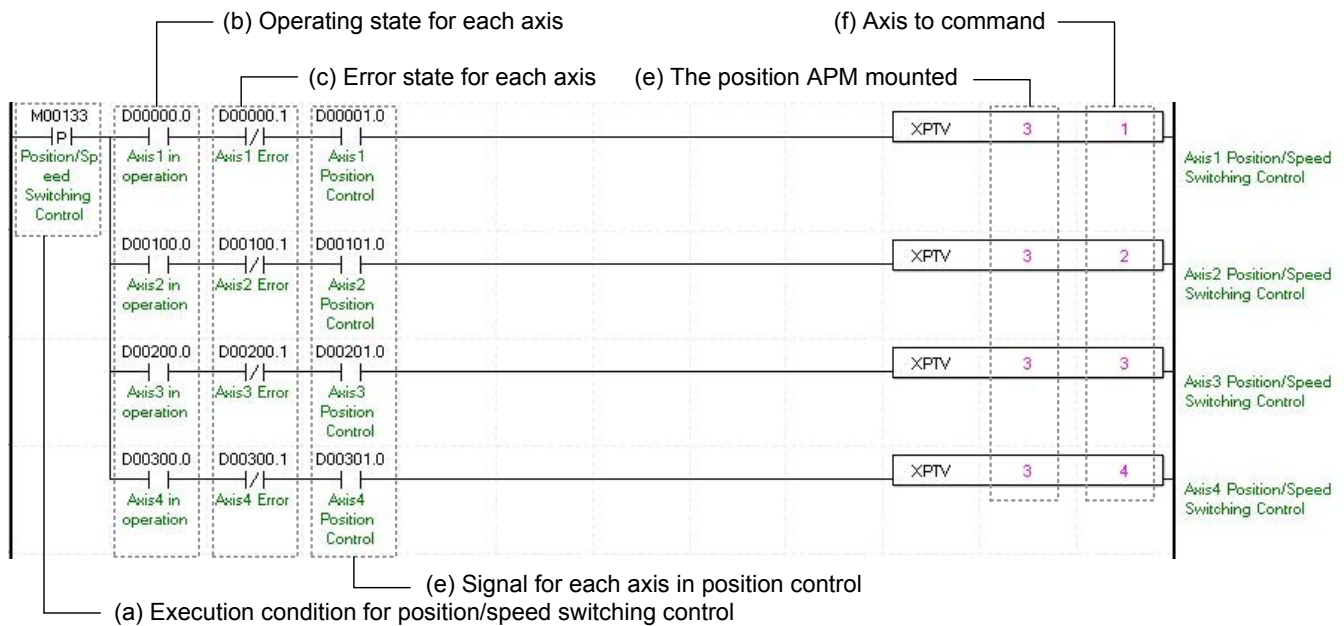 (b) Operating state for each axis
(f) Axis to command
(c) Error state for each axis
(e) The position APM mounted
M00133
D00000.0
D00000.1
D00001.0
P
XPTV
3
1
Position/Sp
eed
Switching
Control
Axis1 in
operation
Axis1 Error
Axis1
Position
Control
Axis1 Position/Speed
Switching Control
D00100.0
D00100.1
D00101.0
XPTV
3
2
Axis2 in
operation
Axis2 Error
Axis2
Position
Control
Axis2 Position/Speed
Switching Control
D00200.0
D00200.1
D00201.0
XPTV
3
3
Axis3 in
operation
Axis3 Error
Axis3
Position
Control
Axis3 Position/Speed
Switching Control
D00300.0
D00300.1
D00301.0
XPTV
3
4
Axis4 in
operation
Axis4 Error
Axis4
Position
Control
Axis4 Position/Speed
Switching Control
(e) Signal for each axis in position control
(a) Execution condition for position/speed switching control